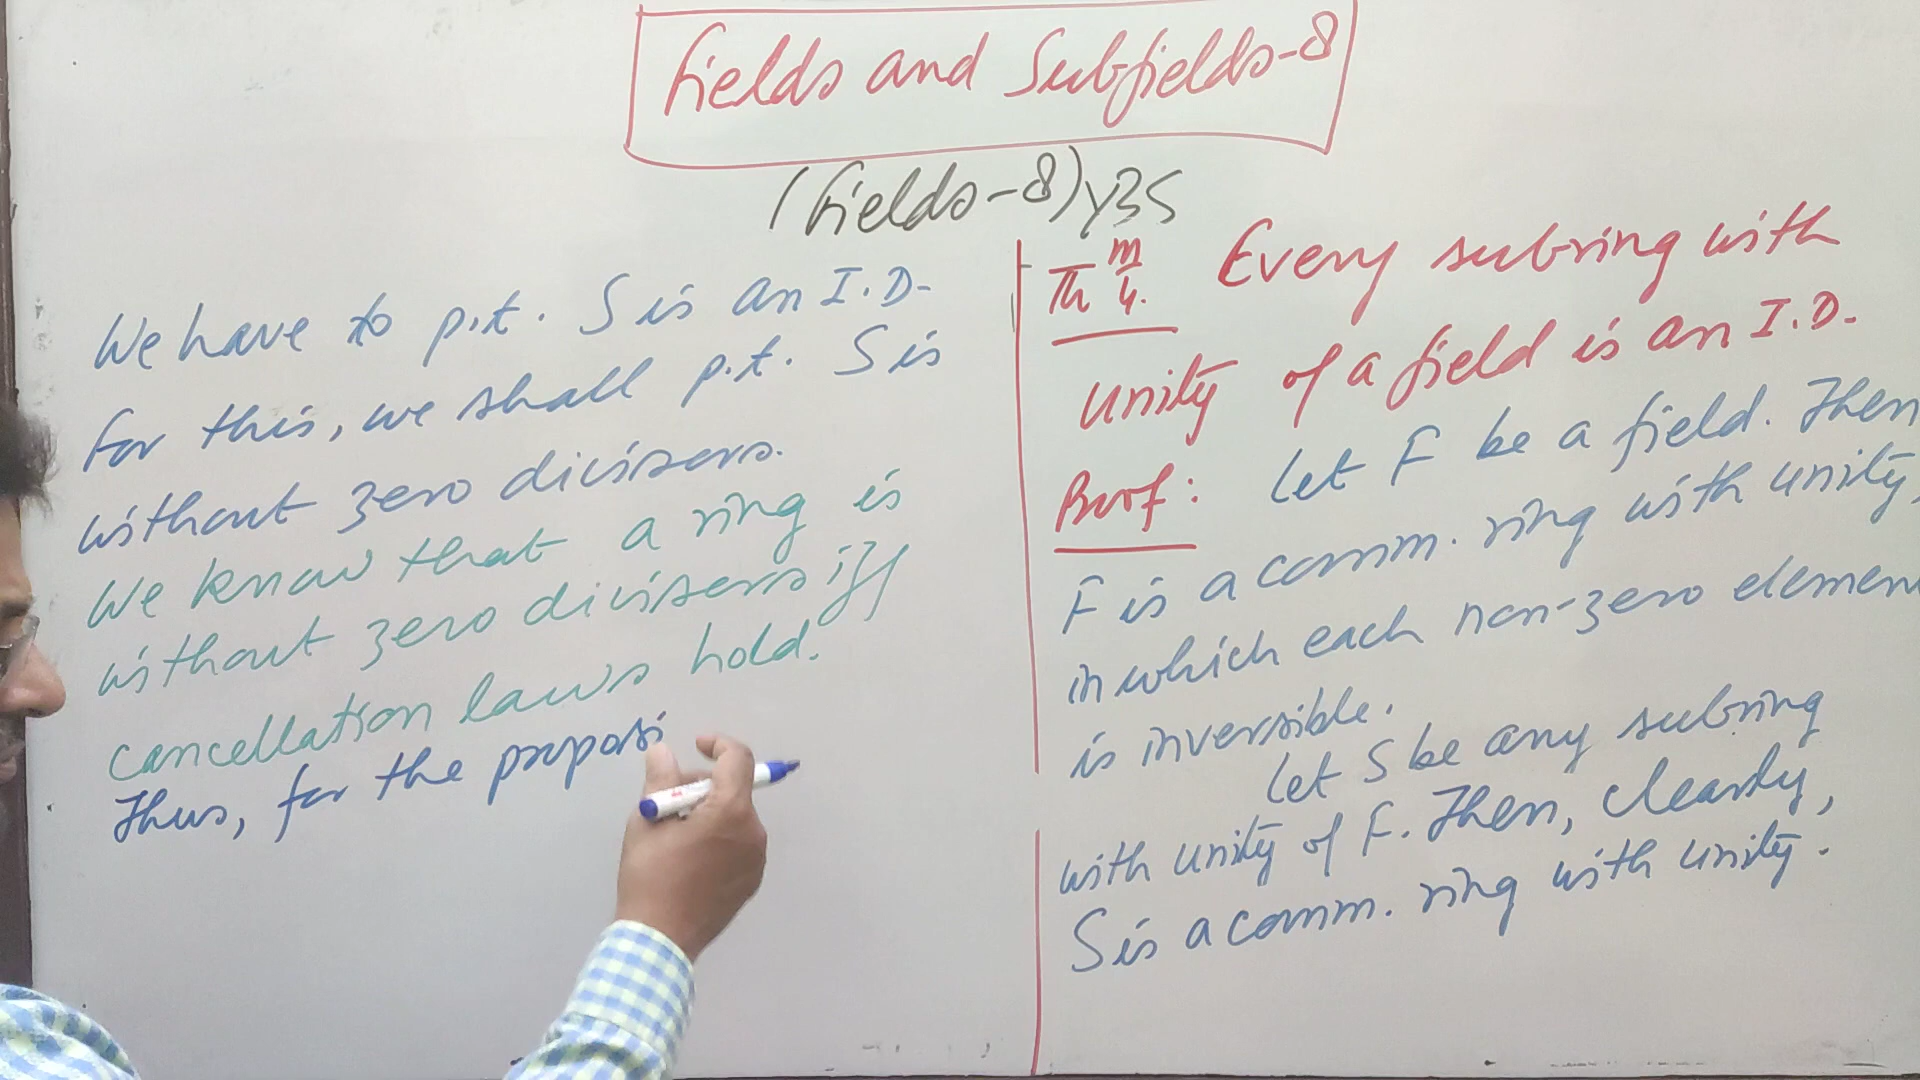 Fields and Subfields-8
(Fields-8)y3s
Th m/4. Every subring with
unity of a field is an I.D.
Proof: Let F be a field. Then
F is a comm. ring with unity,
in which each non-zero elemen
is inversible.
Let S be any subring
with unity of F. Then, clearly,
S is a comm. ring with unity.
We have to p.t. S is an I.D.
For this, we shall p.t. S is
without zero divisors.
We know that a ring is
without zero divisors iff
cancellation laws hold.
Thus, for the proposi